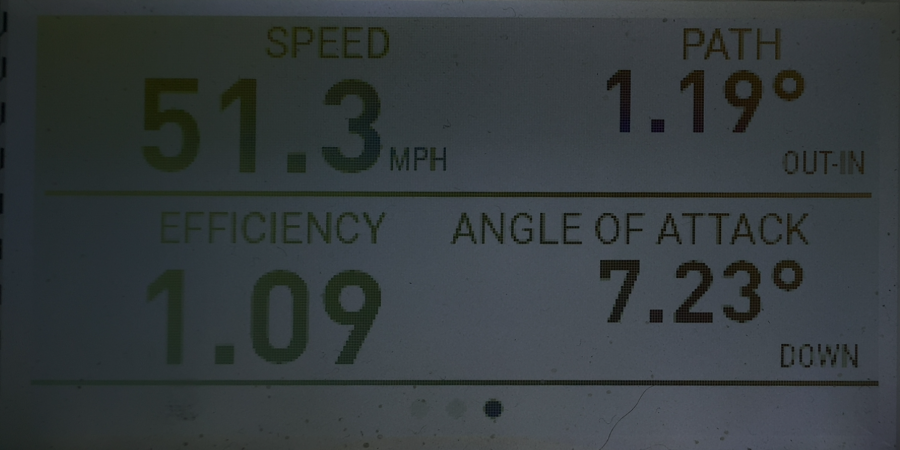 SPEED
51.3 MPH
PATH
1.19°
OUT-IN
EFFICIENCY
1.09
ANGLE OF ATTACK
7.23°
DOWN